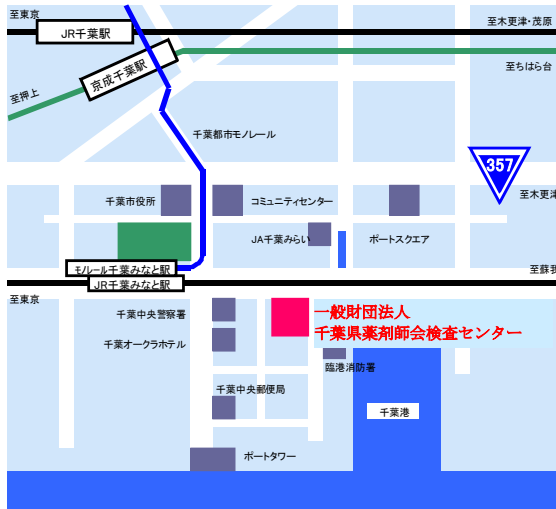 至東京
JR千葉駅
至木更津・茂原
京成千葉駅
至ちはら台
至押上
千葉都市モノレール
357
千葉市役所
コミュニティセンター
至木更津
JA千葉みらい
ポートスクエア
モノレール千葉みなと駅
至蘇我
JR千葉みなと駅
至東京
千葉中央警察署
一般財団法人
千葉県薬剤師会検査センター
千葉オークラホテル
臨港消防署
千葉中央郵便局
千葉港
ポートタワー